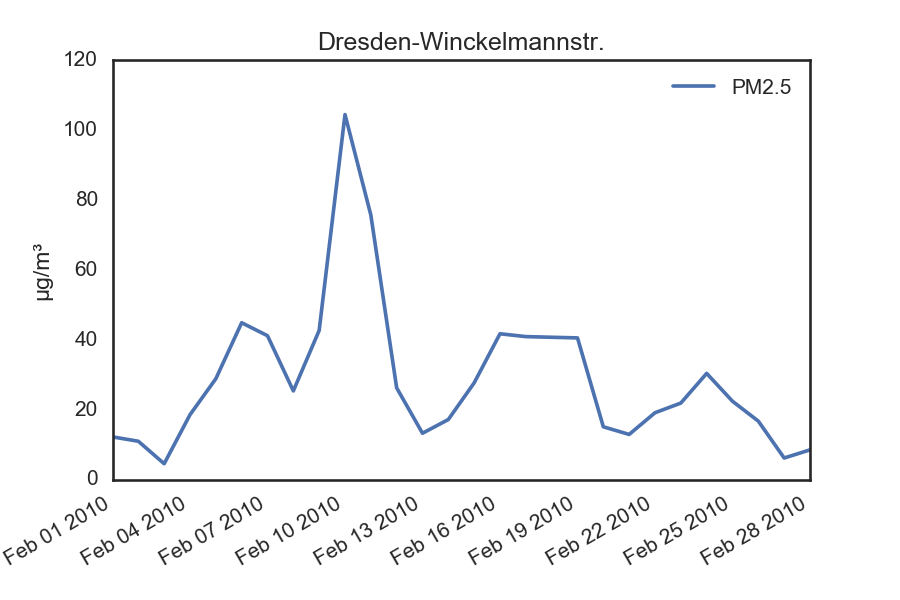 Dresden-Winckelmannstr.
120
100
80
60
40
20
0
µg/m³
PM2.5
Feb 01 2010
Feb 04 2010
Feb 07 2010
Feb 10 2010
Feb 13 2010
Feb 16 2010
Feb 19 2010
Feb 22 2010
Feb 25 2010
Feb 28 2010